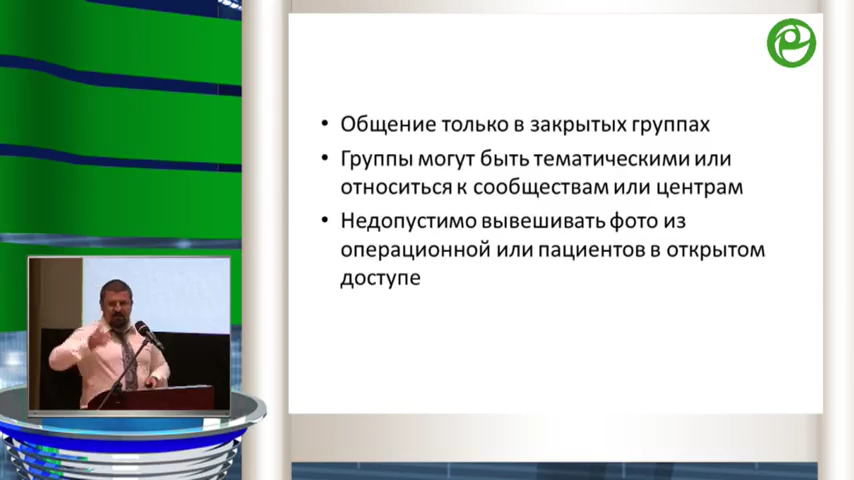 • Общение только в закрытых группах
• Группы могут быть тематическими или
относиться к сообществам или центрам
• Недопустимо вывешивать фото из
операционной или пациентов в открытом
доступе